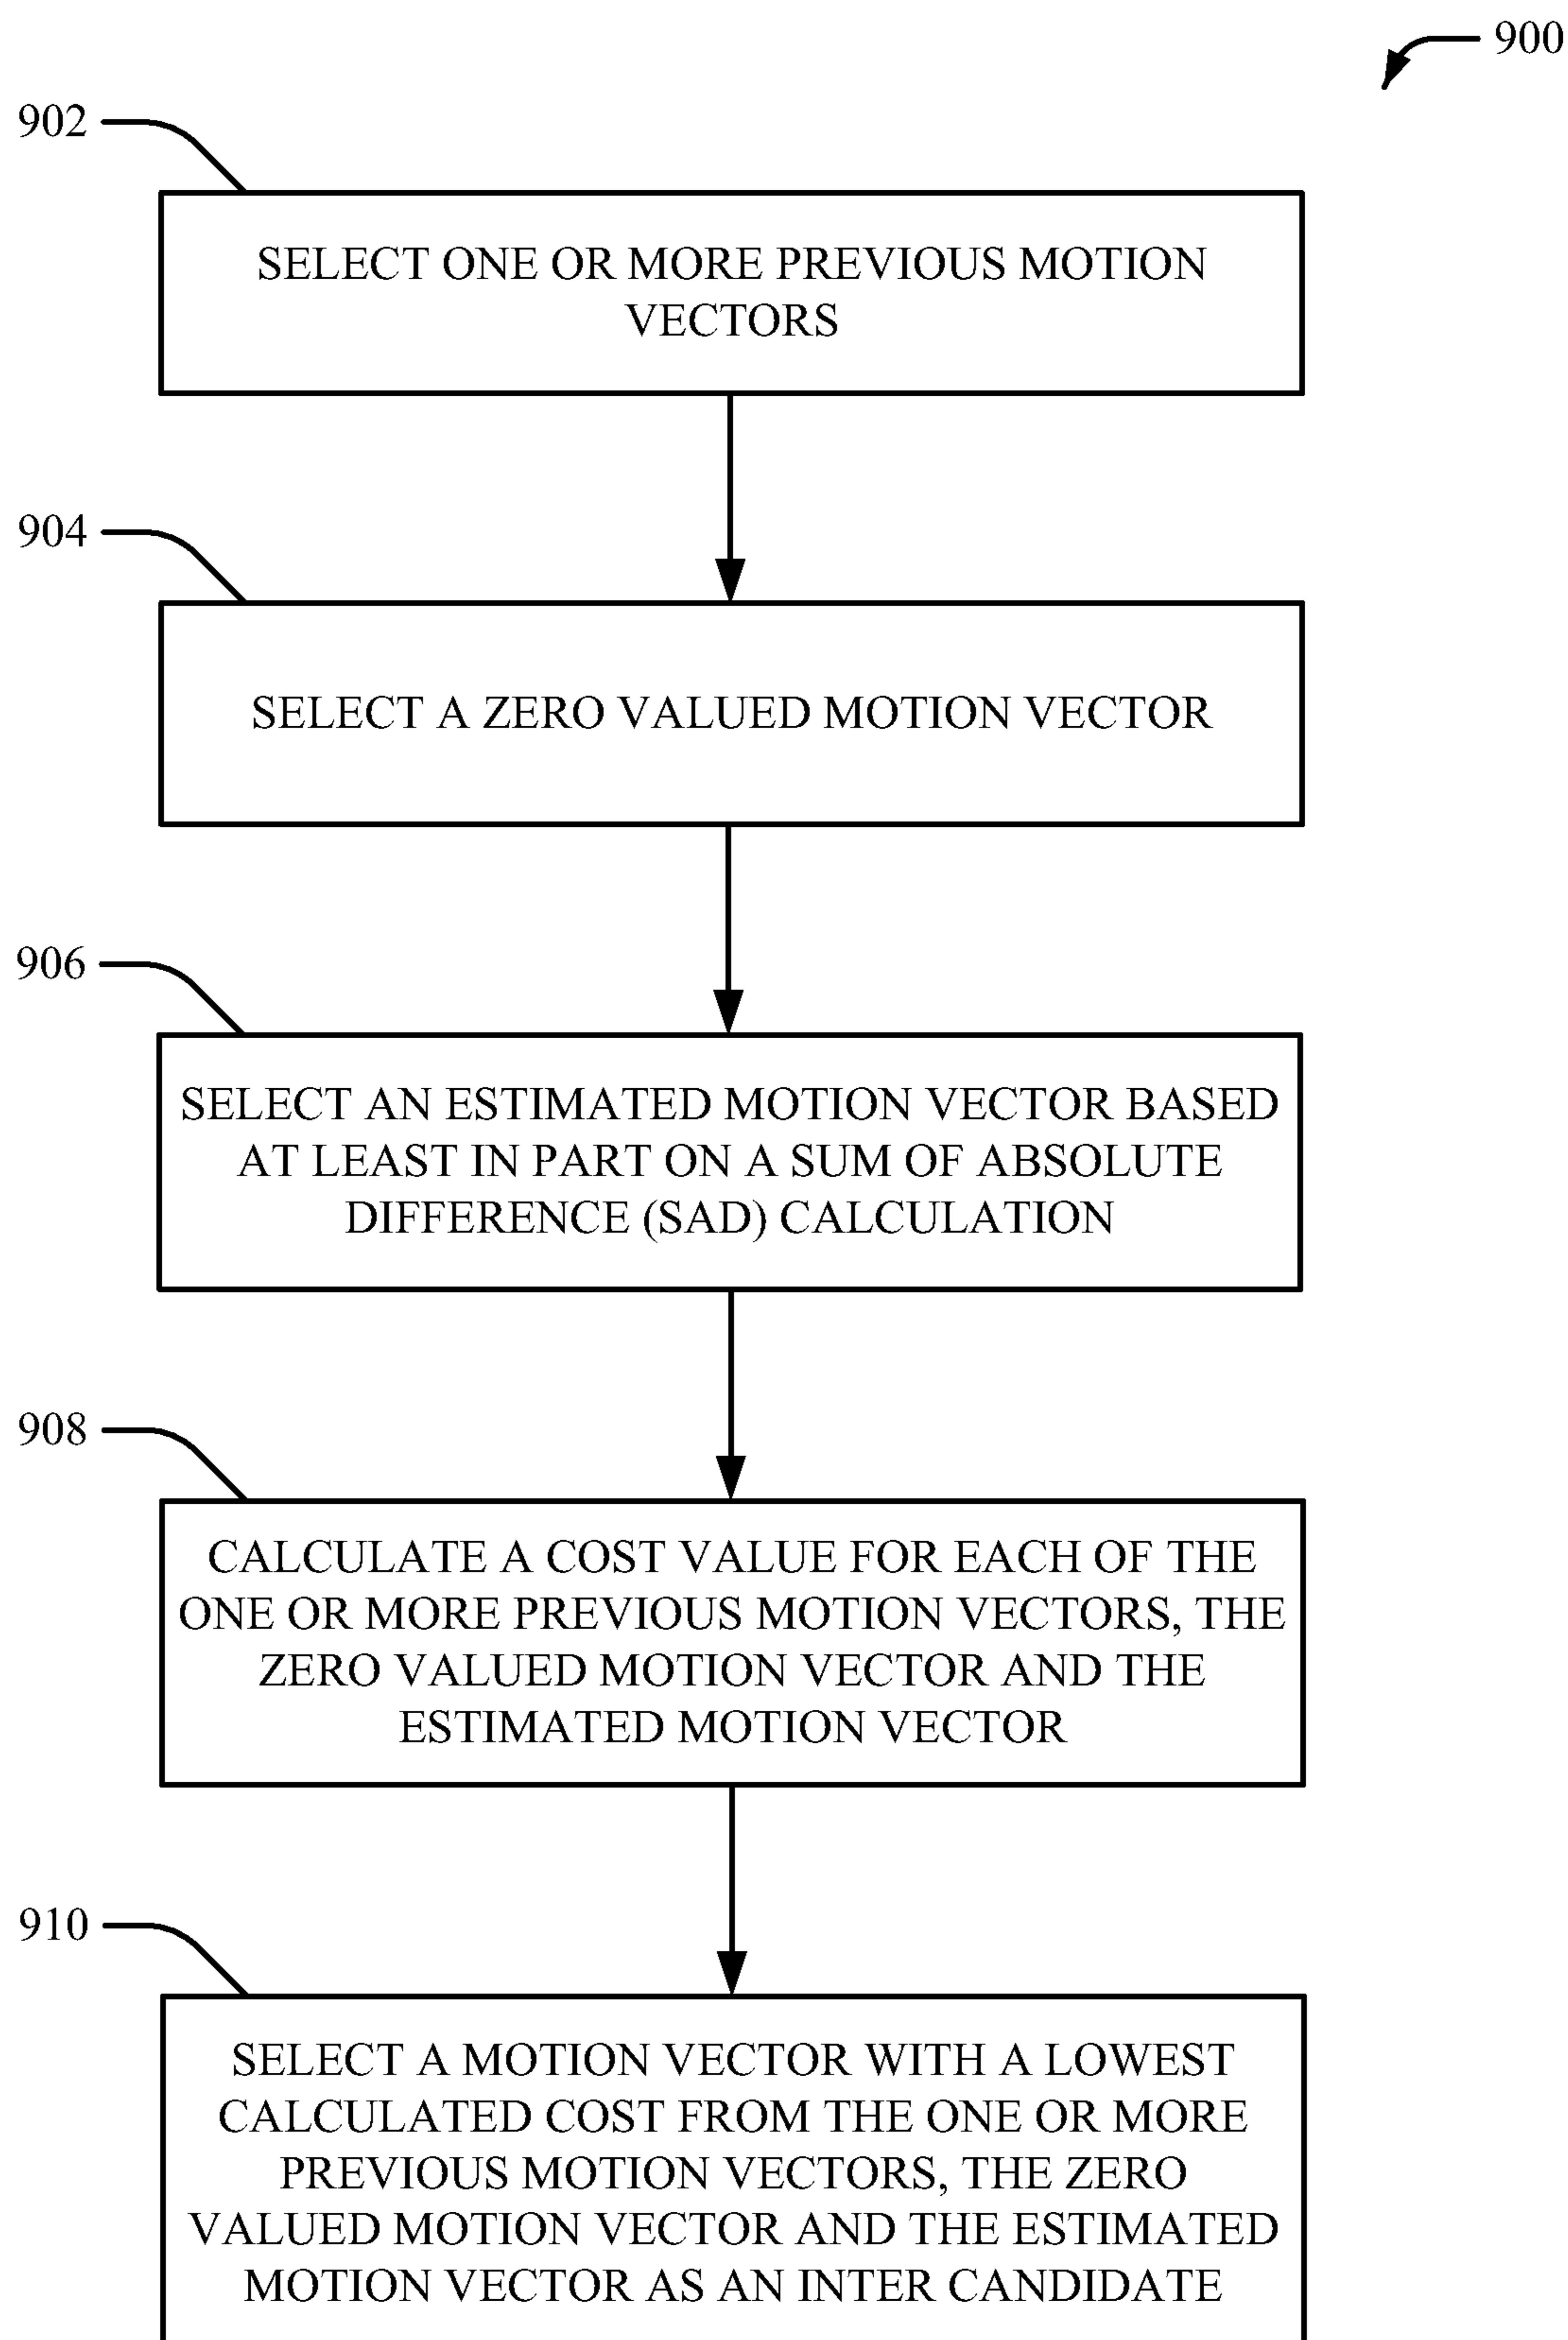 900
902
SELECT ONE OR MORE PREVIOUS MOTION
VECTORS
904
SELECT A ZERO VALUED MOTION VECTOR
906
SELECT AN ESTIMATED MOTION VECTOR BASED
AT LEAST IN PART ON A SUM OF ABSOLUTE
DIFFERENCE (SAD) CALCULATION
908
CALCULATE A COST VALUE FOR EACH OF THE
ONE OR MORE PREVIOUS MOTION VECTORS, THE
ZERO VALUED MOTION VECTOR AND THE
ESTIMATED MOTION VECTOR
910
SELECT A MOTION VECTOR WITH A LOWEST
CALCULATED COST FROM THE ONE OR MORE
PREVIOUS MOTION VECTORS, THE ZERO
VALUED MOTION VECTOR AND THE ESTIMATED
MOTION VECTOR AS AN INTER CANDIDATE